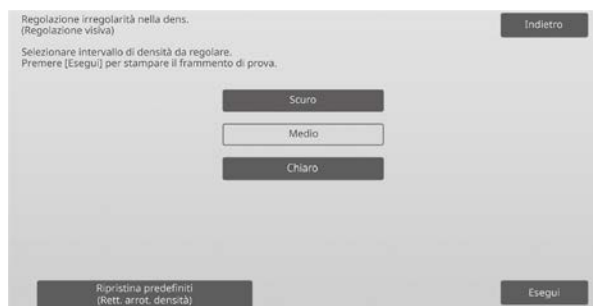 Regolazione irregolarità nella dens.
(Regolazione visiva)
Indietro
Selezionare intervallo di densità da regolare.
Premere [Esegui] per stampare il frammento di prova.
Scuro
Medio
Chiaro
Ripristina predefiniti
(Rett. arrot. densità)
Esegui